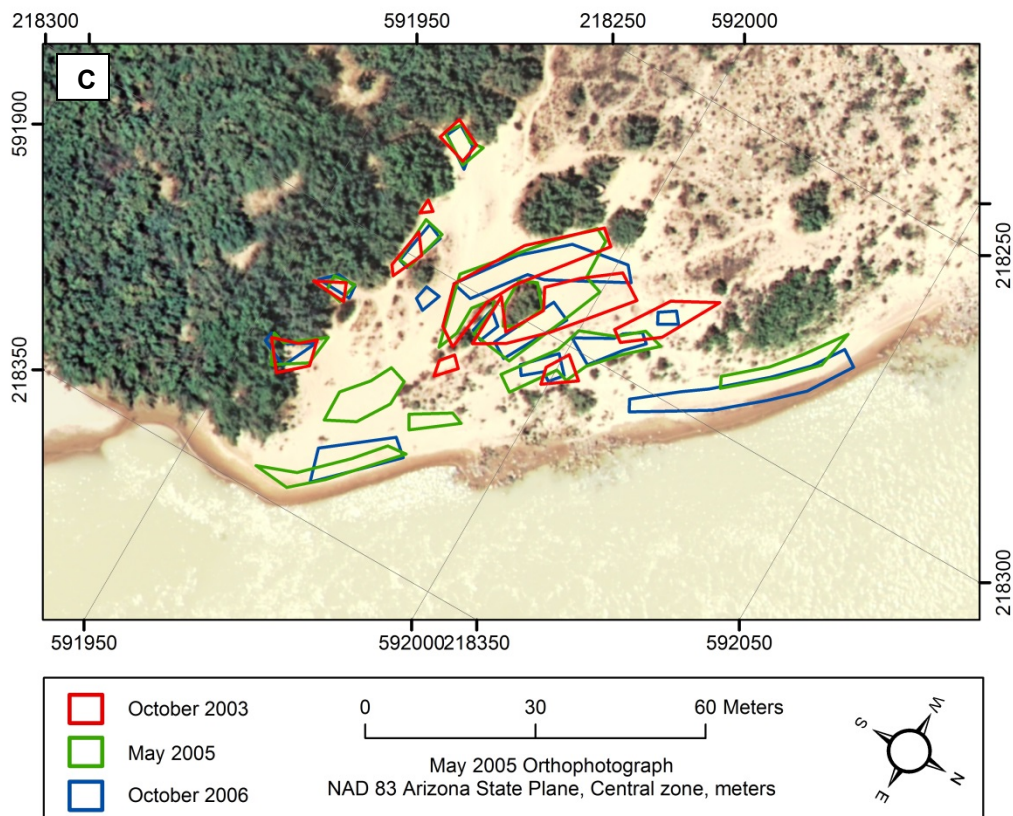 218300 591950 218250 592000
C
591900
218250
218350
218300
591950 592000 218350 592050
October 2003
May 2005
October 2006
0 30 60 Meters
May 2005 Orthophotograph
NAD 83 Arizona State Plane, Central zone, meters
W
S
N
E